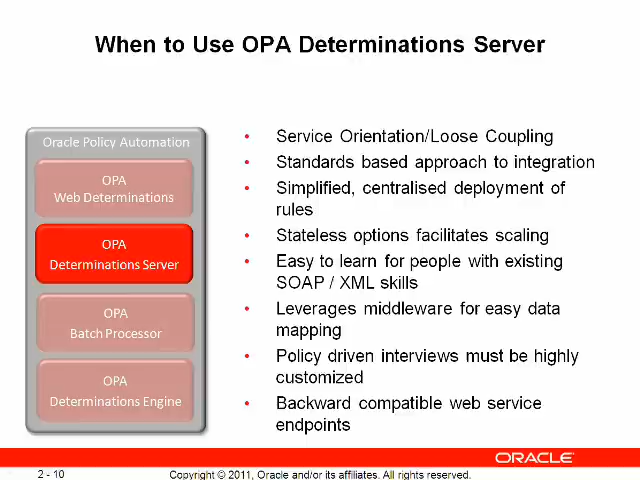 When to Use OPA Determinations Server
Oracle Policy Automation
OPA
Web Determinations
OPA
Determinations Server
OPA
Batch Processor
OPA
Determinations Engine
• Service Orientation/Loose Coupling
• Standards based approach to integration
• Simplified, centralised deployment of
rules
• Stateless options facilitates scaling
• Easy to learn for people with existing
SOAP / XML skills
• Leverages middleware for easy data
mapping
• Policy driven interviews must be highly
customized
• Backward compatible web service
endpoints
ORACLE
2 - 10
Copyright © 2011, Oracle and/or its affiliates. All rights reserved.